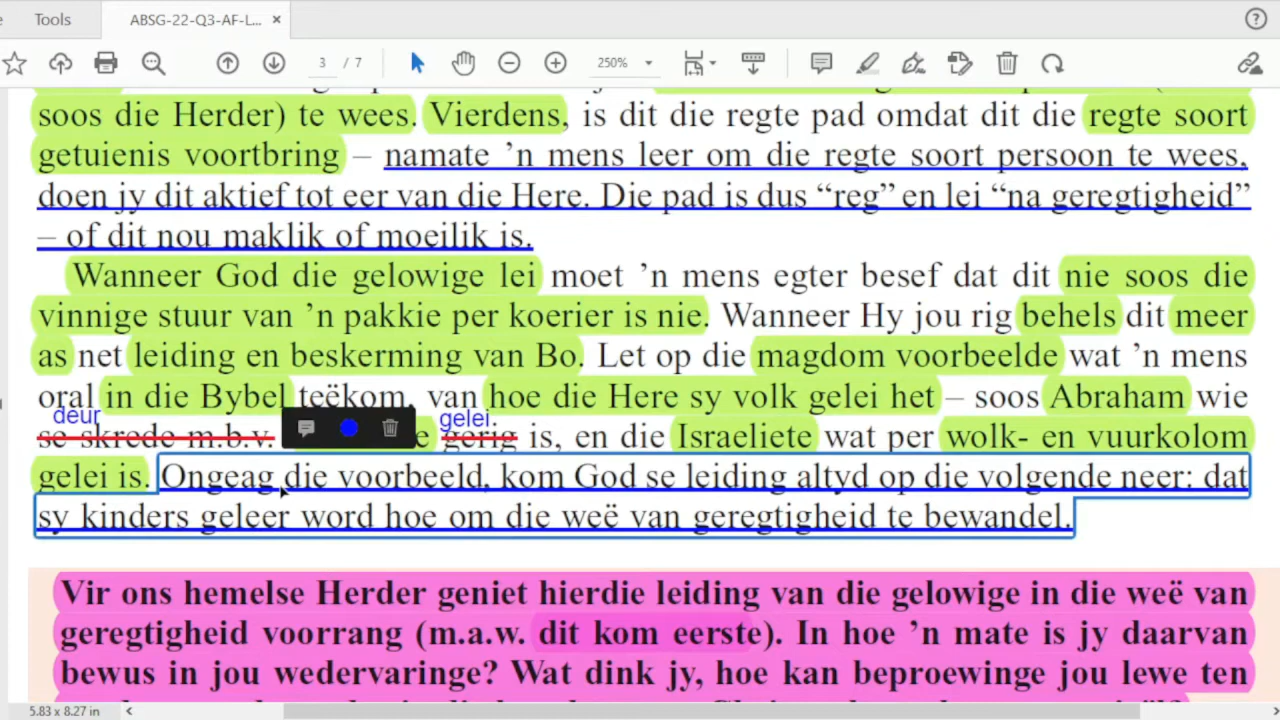 Tools
ABSG-22-Q3-AF-L... ×
3 / 7
250%
soos die Herder) te wees. Vierdens, is dit die regte pad omdat dit die regte soort
getuienis voortbring – namate ’n mens leer om die regte soort persoon te wees,
doen jy dit aktief tot eer van die Here. Die pad is dus “reg” en lei “na geregtigheid”
– of dit nou maklik of moeilik is.
Wanneer God die gelowige lei moet ’n mens egter besef dat dit nie soos die
vinnige stuur van ’n pakkie per koerier is nie. Wanneer Hy jou rig behels dit meer
as net leiding en beskerming van Bo. Let op die magdom voorbeelde wat ’n mens
oral in die Bybel teëkom, van hoe die Here sy volk gelei het – soos Abraham wie
deur gelei
se skrede m.b.v. gerig is, en die Israeliete wat per wolk- en vuurkolom
gelei is. Ongeag die voorbeeld, kom God se leiding altyd op die volgende neer: dat
sy kinders geleer word hoe om die weë van geregtigheid te bewandel.
Vir ons hemelse Herder geniet hierdie leiding van die gelowige in die weë van
geregtigheid voorrang (m.a.w. dit kom eerste). In hoe ’n mate is jy daarvan
bewus in jou wedervaringe? Wat dink jy, hoe kan beproewinge jou lewe ten
5.83 x 8.27 in